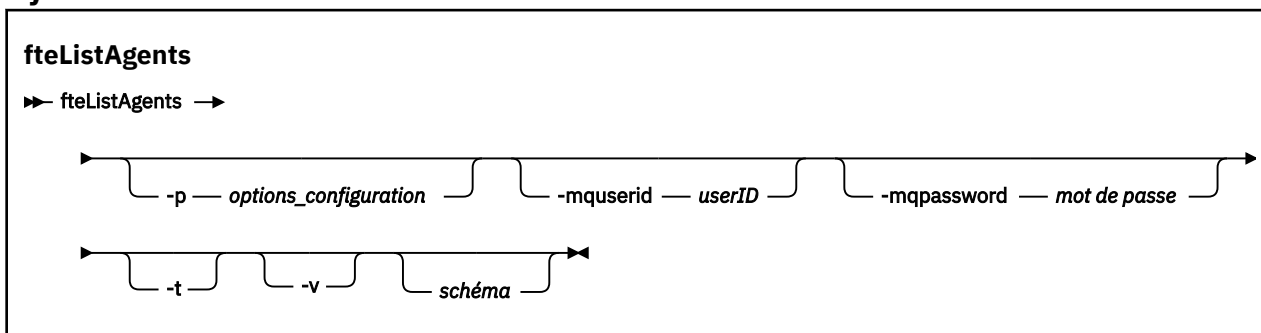 fteListAgents
fteListAgents
-p options_configuration -mquserid userID -mqpassword mot de passe
-t -v schéma